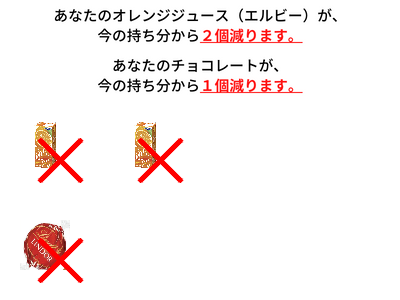 あなたのオレンジジュース（エルビー）が、
今の持ち分から２個減ります。
あなたのチョコレートが、
今の持ち分から１個減ります。
LINDOR